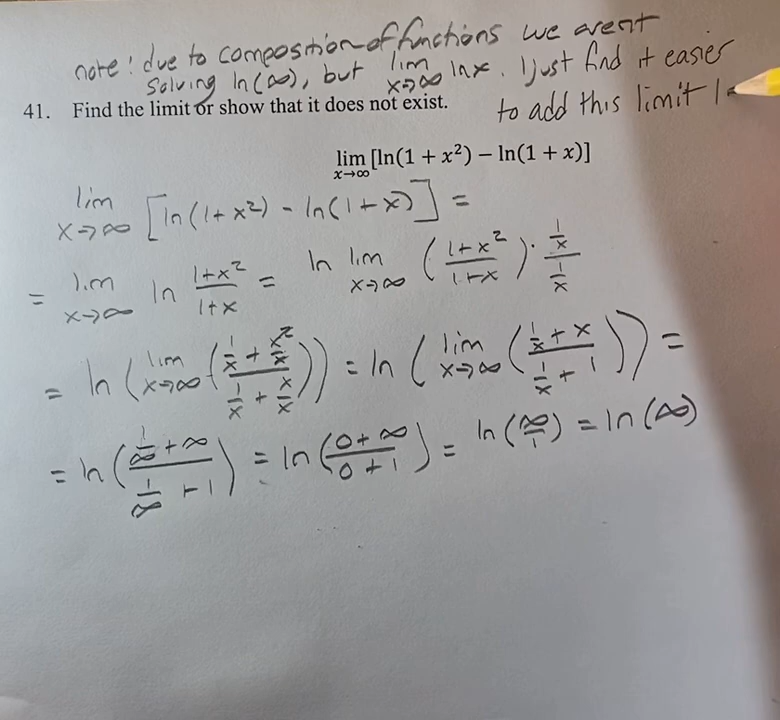 note: due to composition of functions we aren't
solving ln(∞), but lim x→∞ ln x. I just find it easier
to add this limit l
41. Find the limit or show that it does not exist.
lim x→∞ [ln(1 + x²) − ln(1 + x)]
lim x→∞ [ln(1+x²) - ln(1+x)] =
= lim x→∞ ln (1+x²)/(1+x) = ln lim x→∞ ((1+x²)/(1+x)) · (1/x)/(1/x)
= ln (lim x→∞ ((1/x + x²/x)/(1/x + x/x))) = ln (lim x→∞ ((1/x + x)/(1/x + 1))) =
= ln ((1/∞ + ∞)/(1/∞ + 1)) = ln ((0 + ∞)/(0 + 1)) = ln (∞/1) = ln (∞)